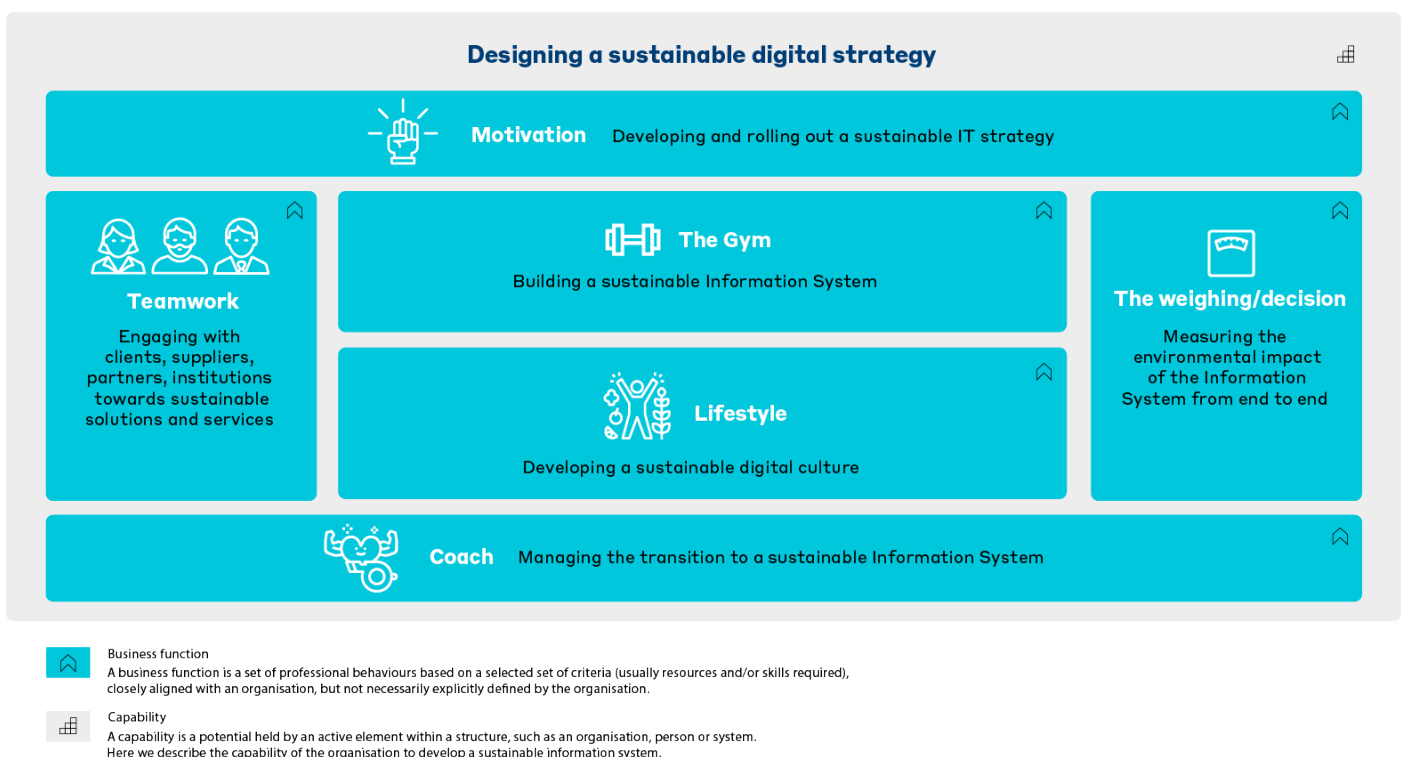 Designing a sustainable digital strategy
Motivation Developing and rolling out a sustainable IT strategy
Teamwork
Engaging with
clients, suppliers,
partners, institutions
towards sustainable
solutions and services
The Gym
Building a sustainable Information System
Lifestyle
Developing a sustainable digital culture
The weighing/decision
Measuring the
environmental impact
of the Information
System from end to end
Coach Managing the transition to a sustainable Information System
Business function
A business function is a set of professional behaviours based on a selected set of criteria (usually resources and/or skills required),
closely aligned with an organisation, but not necessarily explicitly defined by the organisation.
Capability
A capability is a potential held by an active element within a structure, such as an organisation, person or system.
Here we describe the capability of the organisation to develop a sustainable information system.